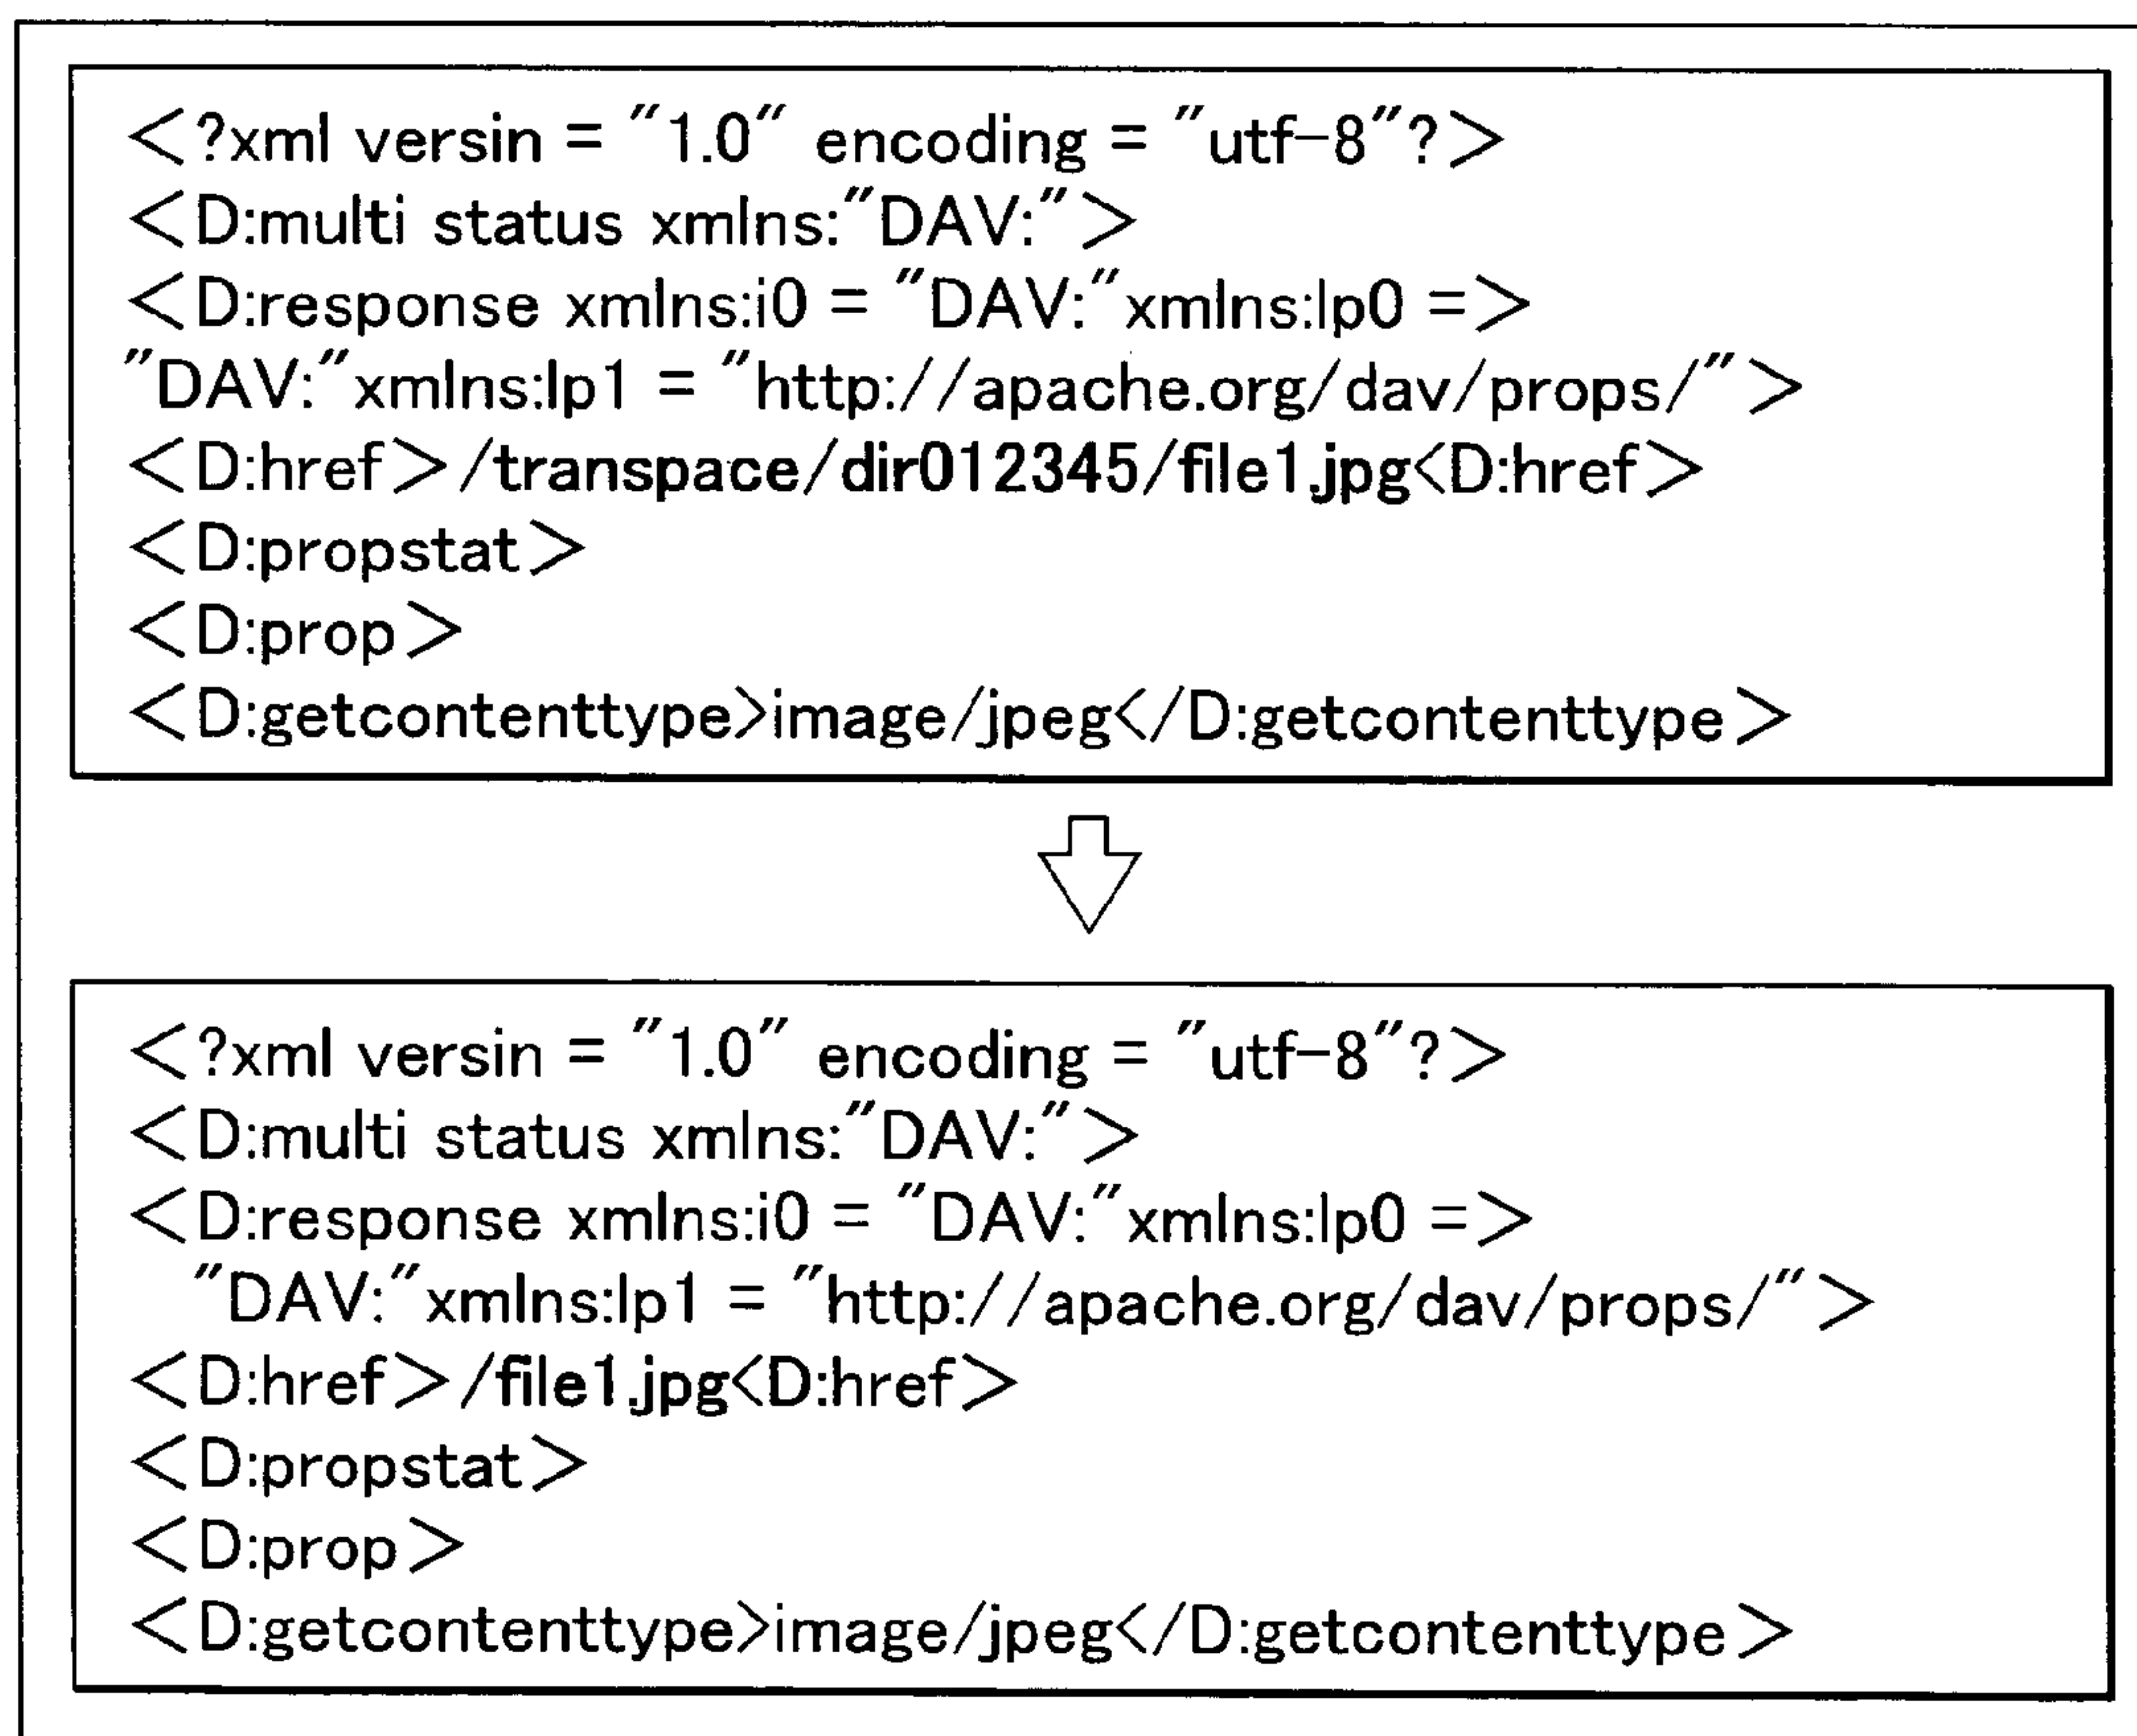 <?xml versin = "1.0" encoding = "utf-8"?>
<D:multi status xmlns:"DAV:">
<D:response xmlns:i0 = "DAV:"xmlns:lp0 =>
"DAV:"xmlns:lp1 = "http://apache.org/dav/props/">
<D:href>/transpace/dir012345/file1.jpg<D:href>
<D:propstat>
<D:prop>
<D:getcontenttype>image/jpeg</D:getcontenttype>
<?xml versin = "1.0" encoding = "utf-8"?>
<D:multi status xmlns:"DAV:">
<D:response xmlns:i0 = "DAV:"xmlns:lp0 =>
"DAV:"xmlns:lp1 = "http://apache.org/dav/props/">
<D:href>/file1.jpg<D:href>
<D:propstat>
<D:prop>
<D:getcontenttype>image/jpeg</D:getcontenttype>